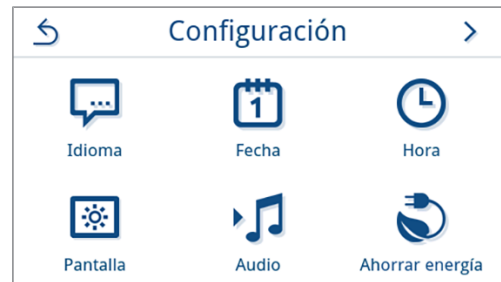 Configuración
Idioma
Fecha
1
Hora
Pantalla
Audio
Ahorrar energía